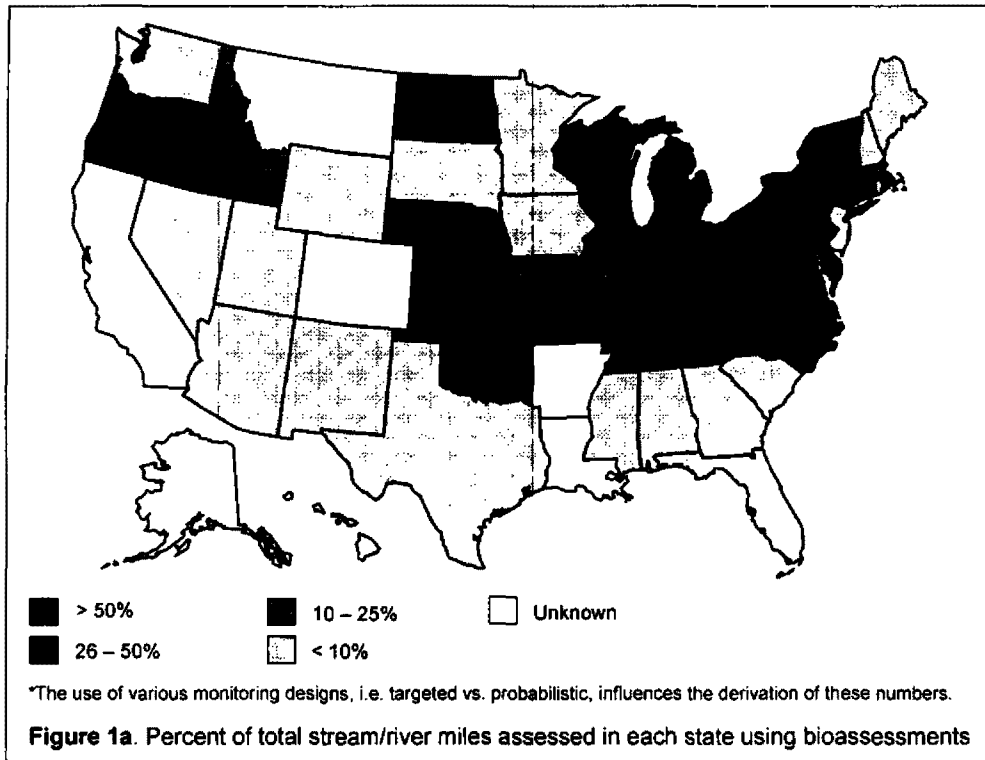 > 50%
10 – 25%
Unknown
26 – 50%
< 10%
*The use of various monitoring designs, i.e. targeted vs. probabilistic, influences the derivation of these numbers.
Figure 1a. Percent of total stream/river miles assessed in each state using bioassessments